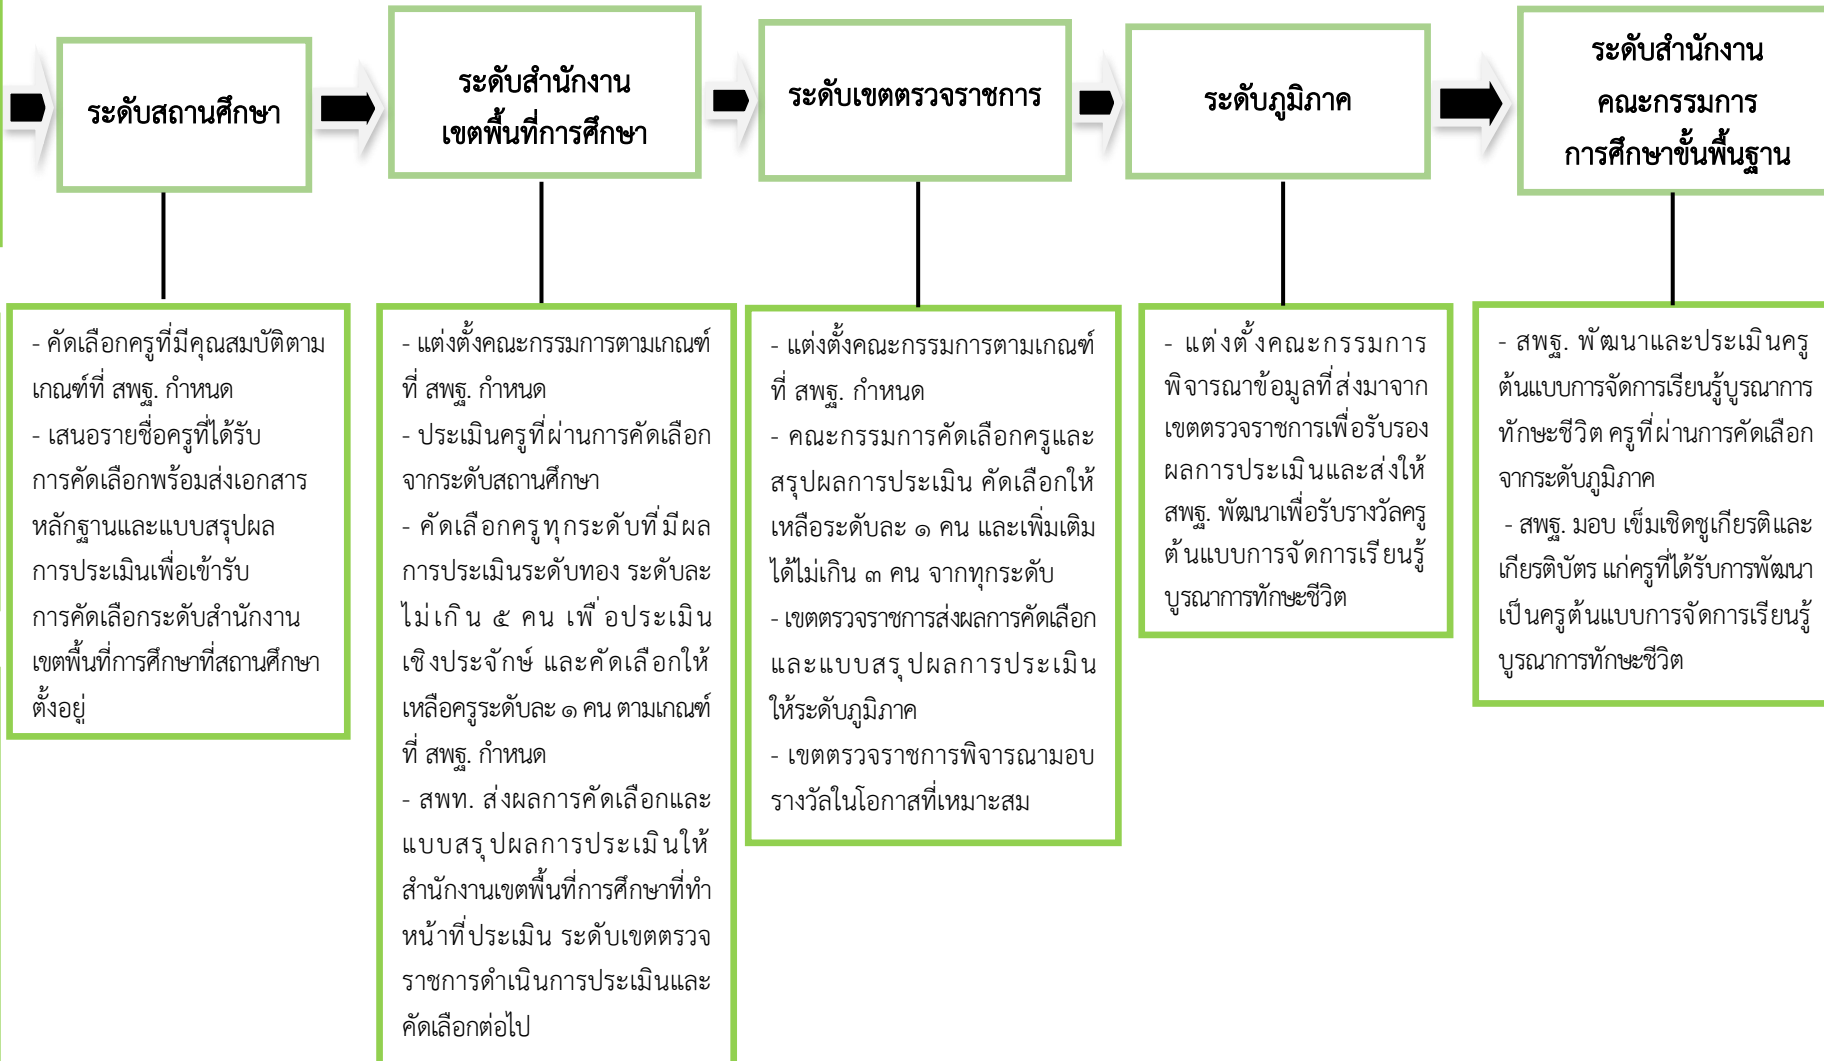 ระดับสถานศึกษา
ระดับสำนักงาน
เขตพื้นที่การศึกษา
ระดับเขตตรวจราชการ
ระดับภูมิภาค
ระดับสำนักงาน
คณะกรรมการ
การศึกษาขั้นพื้นฐาน
- คัดเลือกครูที่มีคุณสมบัติตาม
เกณฑ์ที่ สพฐ. กำหนด
- เสนอรายชื่อครูที่ได้รับ
การคัดเลือกพร้อมส่งเอกสาร
หลักฐานและแบบสรุปผล
การประเมินเพื่อเข้ารับ
การคัดเลือกระดับสำนักงาน
เขตพื้นที่การศึกษาที่สถานศึกษา
ตั้งอยู่
- แต่งตั้งคณะกรรมการตามเกณฑ์
ที่ สพฐ. กำหนด
- ประเมินครูที่ผ่านการคัดเลือก
จากระดับสถานศึกษา
- คัดเลือกครูทุกระดับที่มีผล
การประเมินระดับทอง ระดับละ
ไม่เกิน ๕ คน เพื่อประเมิน
เชิงประจักษ์ และคัดเลือกให้
เหลือครูระดับละ ๑ คน ตามเกณฑ์
ที่ สพฐ. กำหนด
- สพท. ส่งผลการคัดเลือกและ
แบบสรุปผลการประเมินให้
สำนักงานเขตพื้นที่การศึกษาที่ทำ
หน้าที่ประเมิน ระดับเขตตรวจ
ราชการดำเนินการประเมินและ
คัดเลือกต่อไป
- แต่งตั้งคณะกรรมการตามเกณฑ์
ที่ สพฐ. กำหนด
- คณะกรรมการคัดเลือกครูและ
สรุปผลการประเมิน คัดเลือกให้
เหลือระดับละ ๑ คน และเพิ่มเติม
ได้ไม่เกิน ๓ คน จากทุกระดับ
- เขตตรวจราชการส่งผลการคัดเลือก
และแบบสรุปผลการประเมิน
ให้ระดับภูมิภาค
- เขตตรวจราชการพิจารณามอบ
รางวัลในโอกาสที่เหมาะสม
- แต่งตั้งคณะกรรมการ
พิจารณาข้อมูลที่ส่งมาจาก
เขตตรวจราชการเพื่อรับรอง
ผลการประเมินและส่งให้
สพฐ. พัฒนาเพื่อรับรางวัลครู
ต้นแบบการจัดการเรียนรู้
บูรณาการทักษะชีวิต
- สพฐ. พัฒนาและประเมินครู
ต้นแบบการจัดการเรียนรู้บูรณาการ
ทักษะชีวิต ครูที่ผ่านการคัดเลือก
จากระดับภูมิภาค
- สพฐ. มอบ เข็มเชิดชูเกียรติและ
เกียรติบัตร แก่ครูที่ได้รับการพัฒนา
เป็นครูต้นแบบการจัดการเรียนรู้
บูรณาการทักษะชีวิต